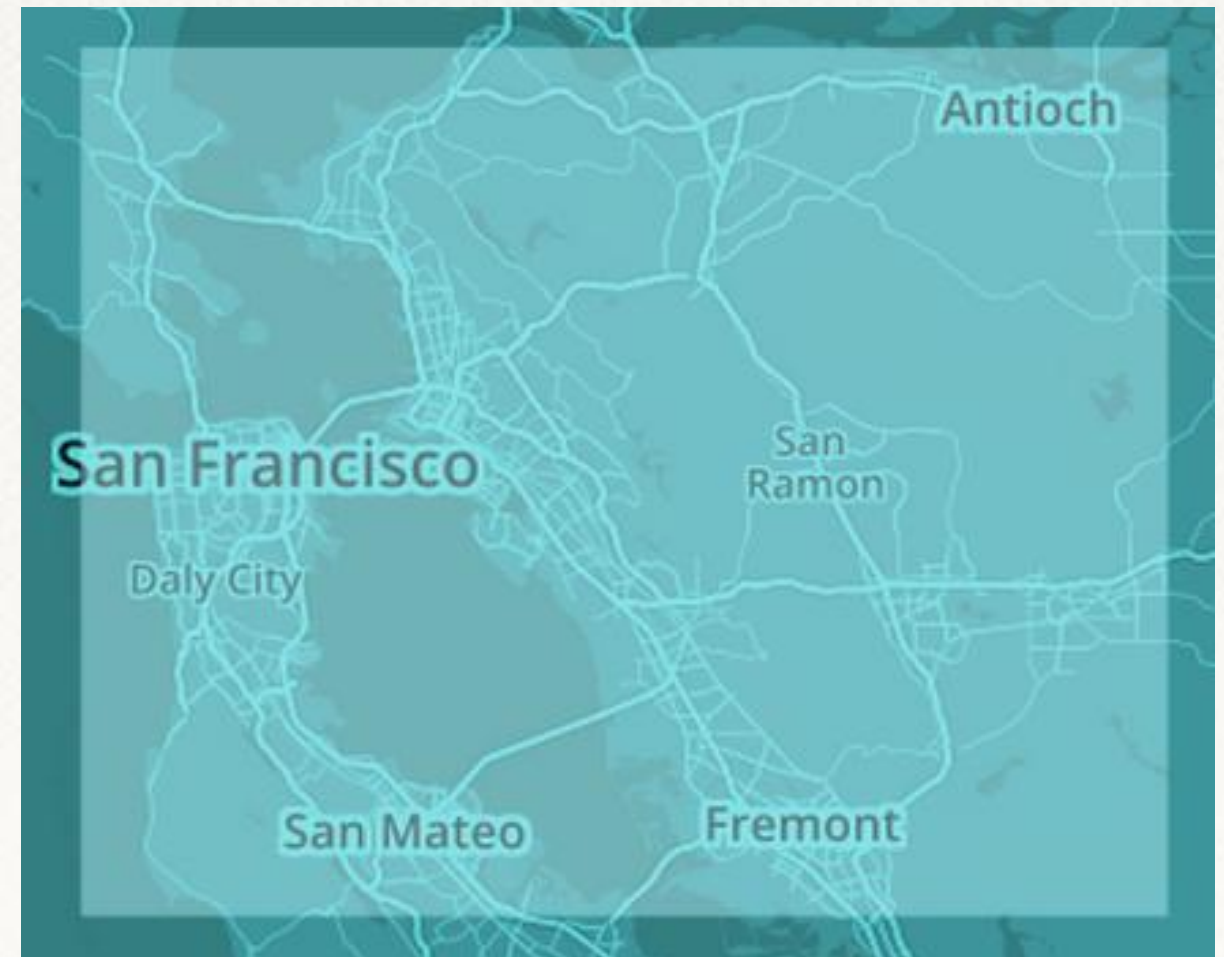 Antioch
San Francisco
San
Ramon
Daly City
San Mateo
Fremont